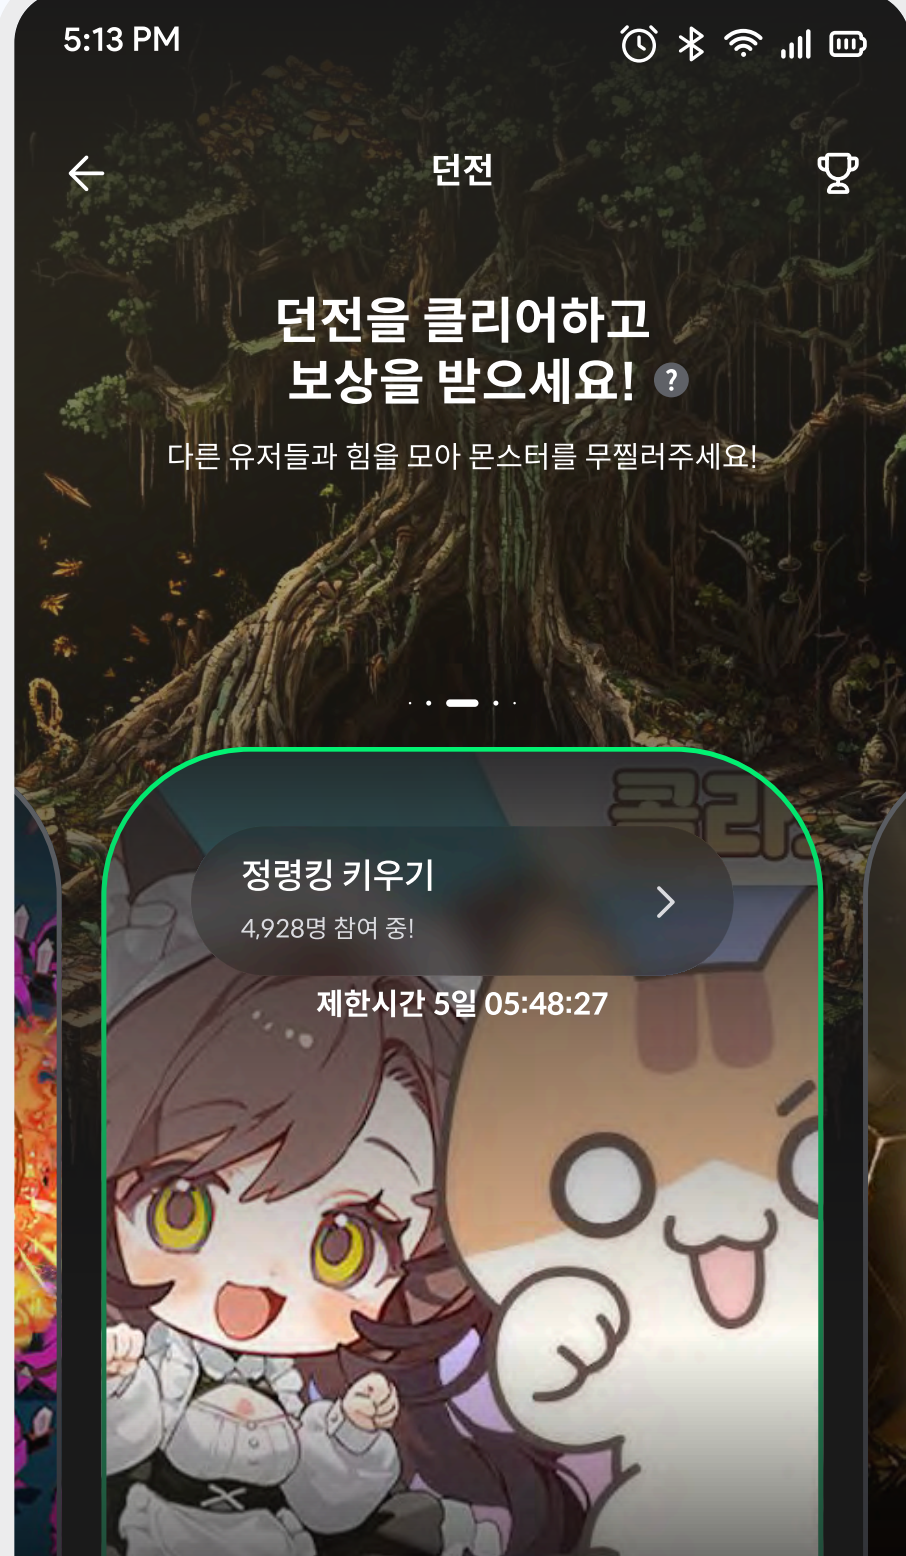 5:13 PM
던전
던전을 클리어하고
보상을 받으세요! ?
다른 유저들과 힘을 모아 몬스터를 무찔러주세요!
콜라
정령킹 키우기
4,928명 참여 중!
제한시간 5일 05:48:27